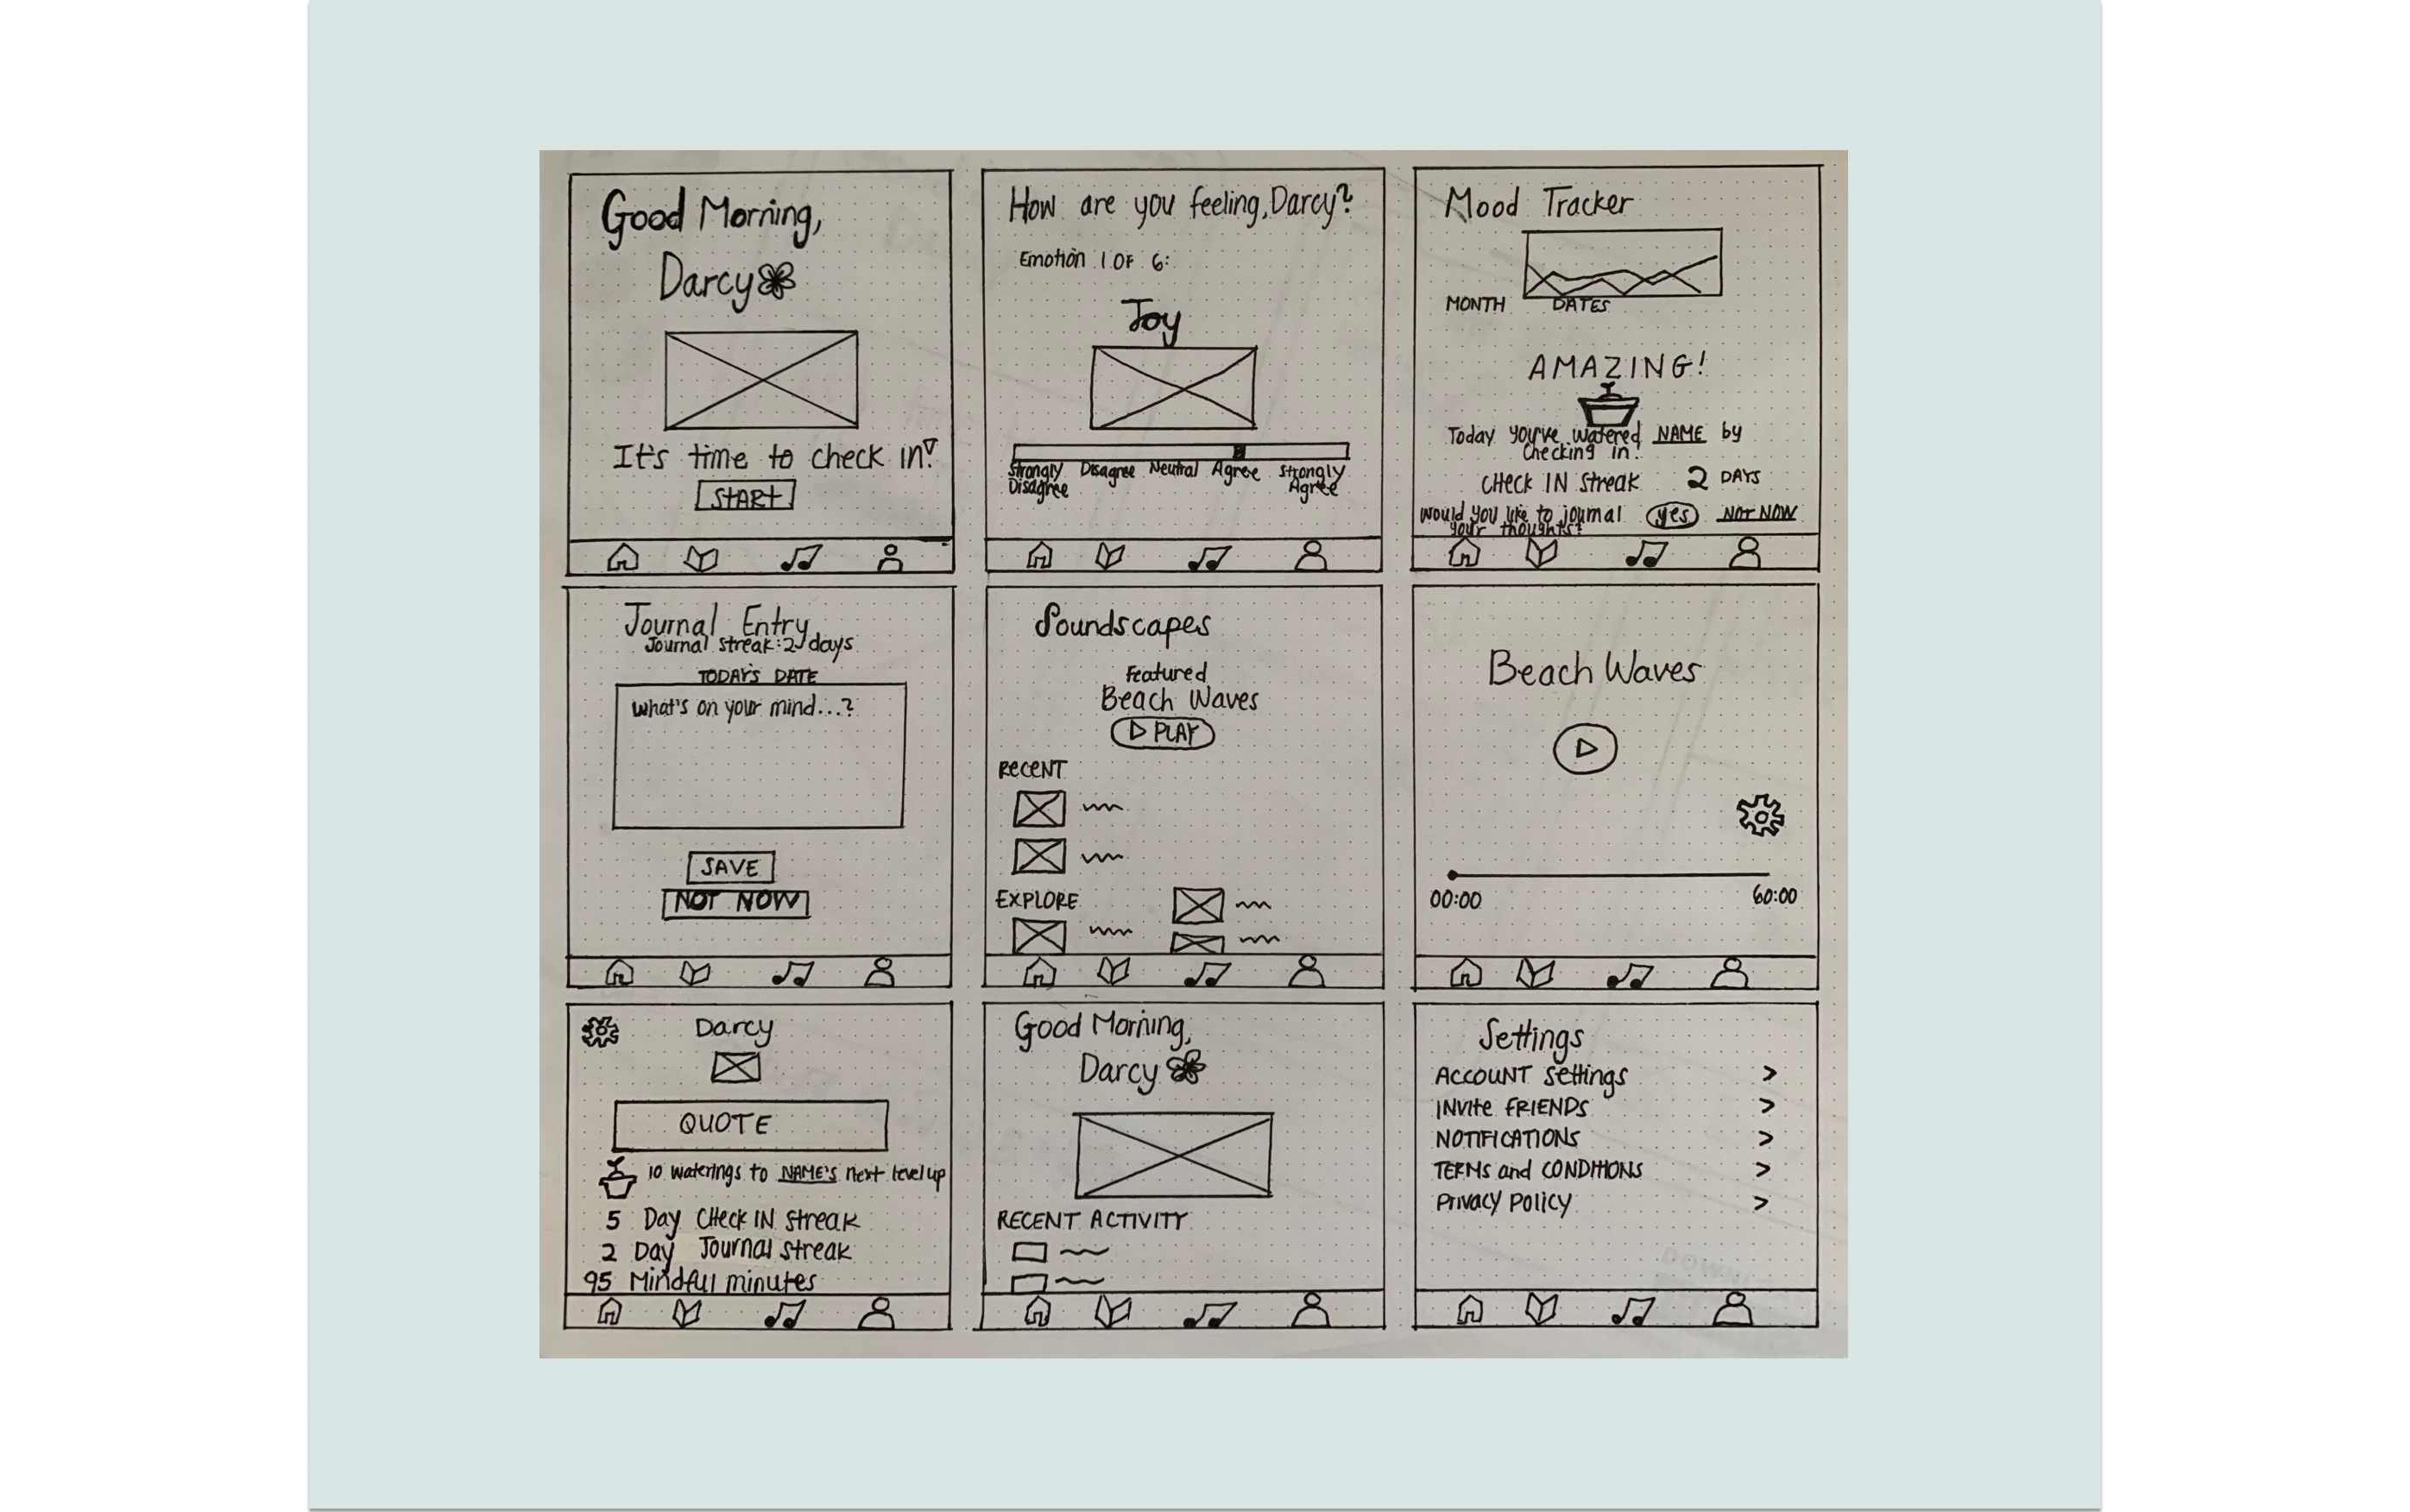 Good Morning,
Darcy
It's time to check in!
START
How are you feeling, Darcy?
Emotion 1 OF 6:
Joy
Strongly Disagree Neutral Agree Strongly
Disagree Agree
Mood Tracker
MONTH DATES
AMAZING!
Today you've watered NAME by
Checking in!
CHeck IN streak 2 DAYS
would you like to journal yes NOT NOW
your thoughts?
Journal Entry
Journal streak: 2 days
TODAY'S DATE
What's on your mind...?
SAVE
NOT NOW
Soundscapes
Featured
Beach Waves
PLAY
RECENT
EXPLORE
Beach Waves
00:00 60:00
Darcy
QUOTE
10 waterings to NAME'S next level up
5 Day CHeck IN streak
2 Day Journal streak
95 Mindful minutes
Good Morning,
Darcy
RECENT ACTIVITY
Settings
ACCOUNT settings >
INVite FRIENDS >
NOTIFICATIONS >
TERMS and CONDITIONS >
Privacy Policy >